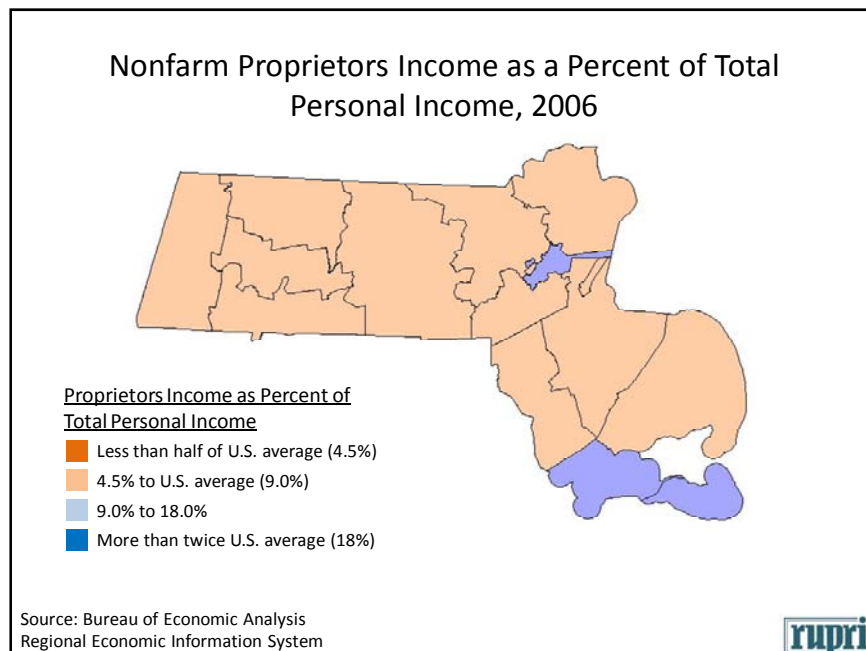 Nonfarm Proprietors Income as a Percent of Total
Personal Income, 2006
Proprietors Income as Percent of
Total Personal Income
Less than half of U.S. average (4.5%)
4.5% to U.S. average (9.0%)
9.0% to 18.0%
More than twice U.S. average (18%)
Source: Bureau of Economic Analysis
Regional Economic Information System
rupri